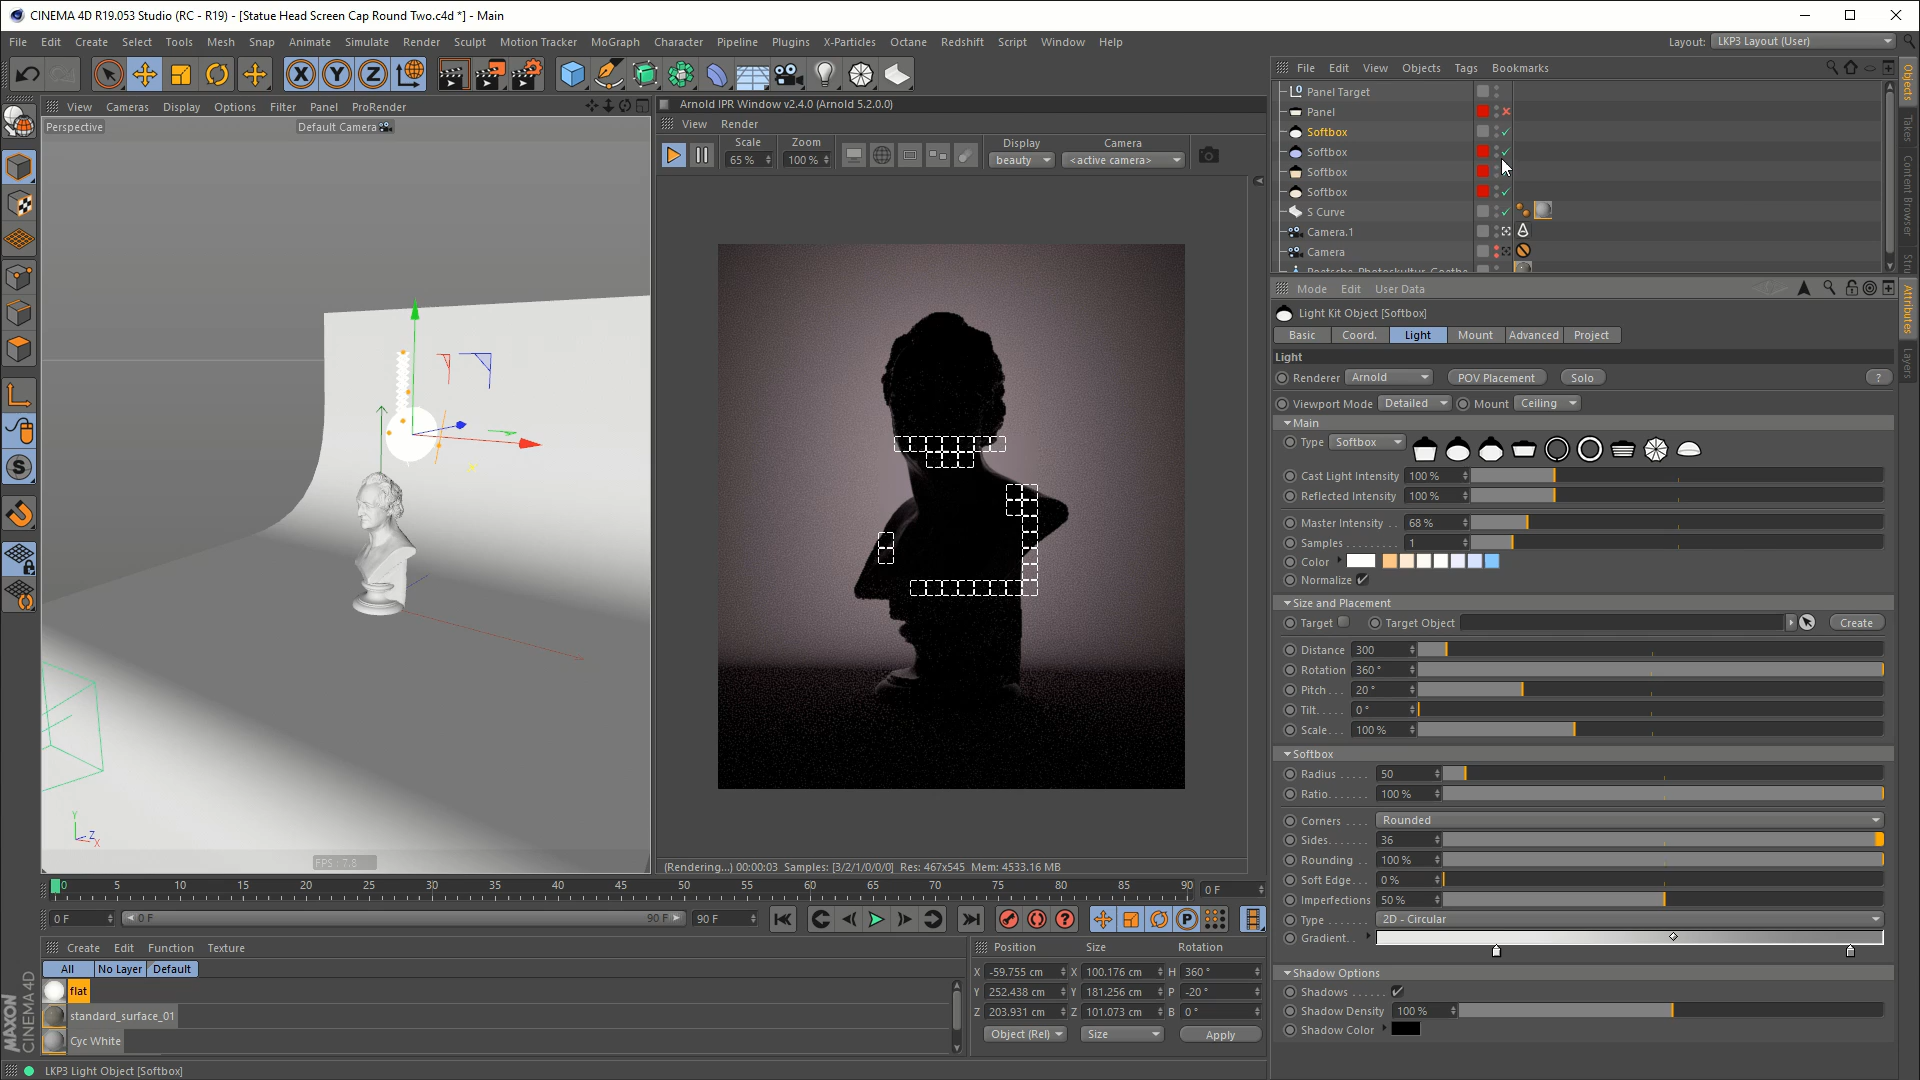 CINEMA 4D R19.053 Studio (RC - R19) - [Statue Head Screen Cap Round Two.c4d *] - Main
File Edit Create Select Tools Mesh Snap Animate Simulate Render Sculpt Motion Tracker MoGraph Character Pipeline Plugins X-Particles Octane Redshift Script Window Help
Layout: LKP3 Layout (User)
View Cameras Display Options Filter Panel ProRender
Perspective
Default Camera
FPS : 7.8
Arnold IPR Window v2.4.0 (Arnold 5.2.0.0)
View Render
Scale Zoom Display Camera
65 % 100 % beauty <active camera>
(Rendering...) 00:00:03 Samples: [3/2/1/0/0/0] Res: 467x545 Mem: 4533.16 MB
File Edit View Objects Tags Bookmarks
Panel Target
Panel
Softbox
Softbox
Softbox
Softbox
S Curve
Camera.1
Camera
Objects
Takes
Content Browser
Attributes
Layers
Mode Edit User Data
Light Kit Object [Softbox]
Basic Coord. Light Mount Advanced Project
Light
Renderer Arnold POV Placement Solo ?
Viewport Mode Detailed Mount Ceiling
Main
Type Softbox
Cast Light Intensity 100 %
Reflected Intensity 100 %
Master Intensity . . 68 %
Samples . . . . . . . . . 1
Color
Normalize
Size and Placement
Target Target Object Create
Distance 300
Rotation 360 °
Pitch . . . 20 °
Tilt. . . . . 0 °
Scale. . . 100 %
Softbox
Radius . . . . . 50
Ratio. . . . . . . 100 %
Corners . . . . Rounded
Sides. . . . . . . 36
Rounding . . 100 %
Soft Edge. . . 0 %
Imperfections 50 %
Type . . . . . . . 2D - Circular
Gradient. .
Shadow Options
Shadows . . . . . .
Shadow Density 100 %
Shadow Color
0 5 10 15 20 25 30 35 40 45 50 55 60 65 70 75 80 85 90 0 F
0 F 0 F 90 F 90 F
Create Edit Function Texture
All No Layer Default
flat
standard_surface_01
Cyc White
Position Size Rotation
X -59.755 cm X 100.176 cm H 360 °
Y 252.438 cm Y 181.256 cm P -20 °
Z 203.931 cm Z 101.073 cm B 0 °
Object (Rel) Size Apply
MAXON CINEMA 4D
LKP3 Light Object [Softbox]